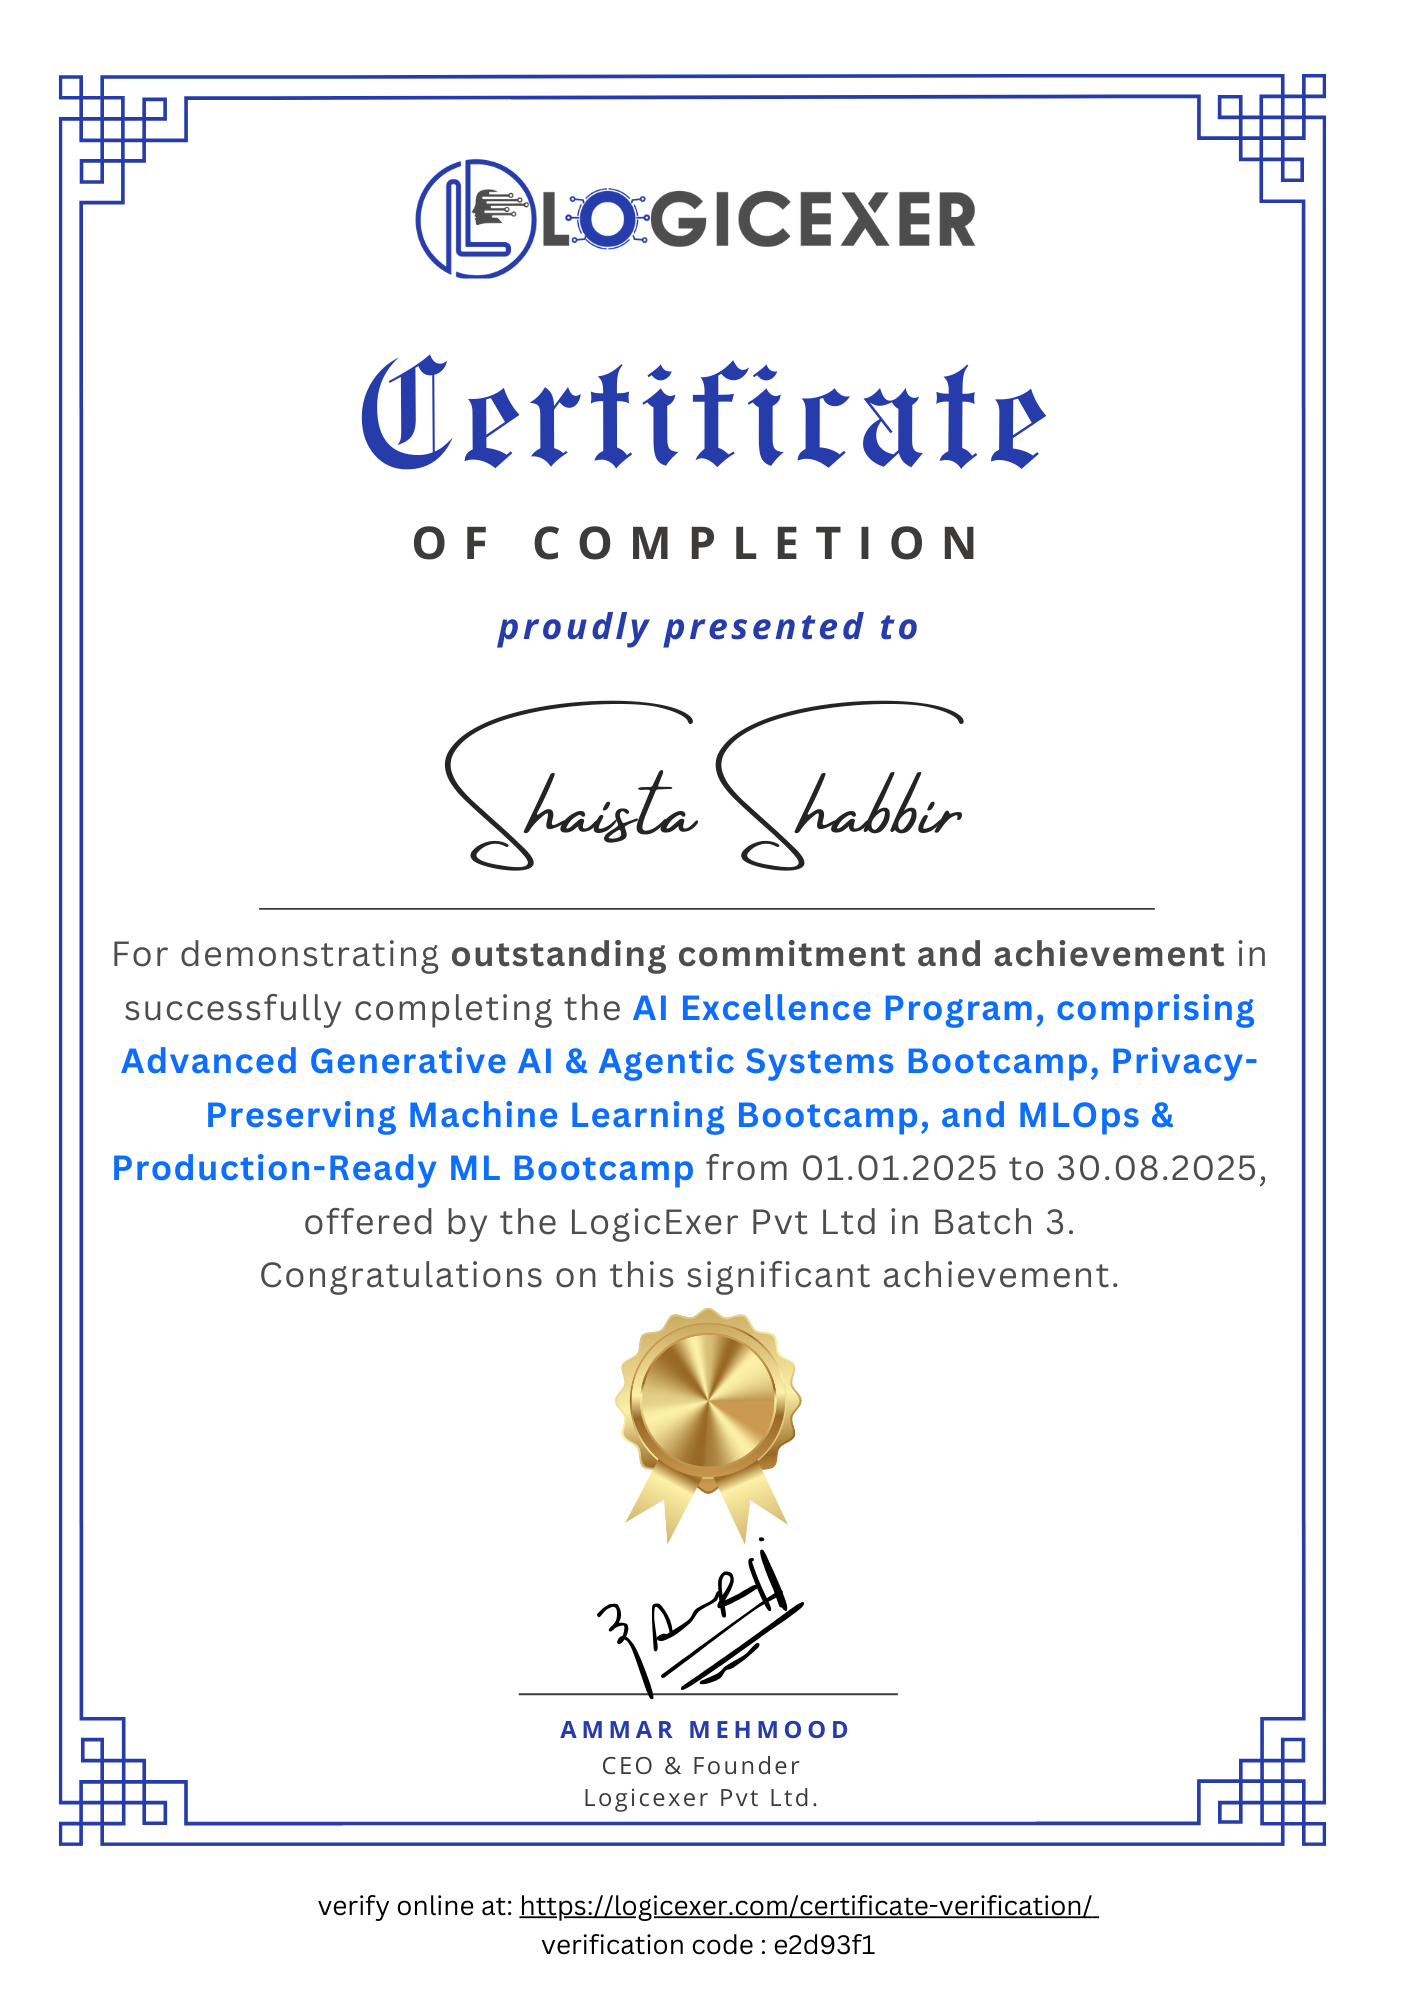 LOGICEXER
Certificate
OF COMPLETION
proudly presented to
Shaista Shabbir
For demonstrating outstanding commitment and achievement in
successfully completing the AI Excellence Program, comprising
Advanced Generative AI & Agentic Systems Bootcamp, Privacy-
Preserving Machine Learning Bootcamp, and MLOps &
Production-Ready ML Bootcamp from 01.01.2025 to 30.08.2025,
offered by the LogicExer Pvt Ltd in Batch 3.
Congratulations on this significant achievement.
AMMAR MEHMOOD
CEO & Founder
Logicexer Pvt Ltd.
verify online at: https://logicexer.com/certificate-verification/
verification code : e2d93f1